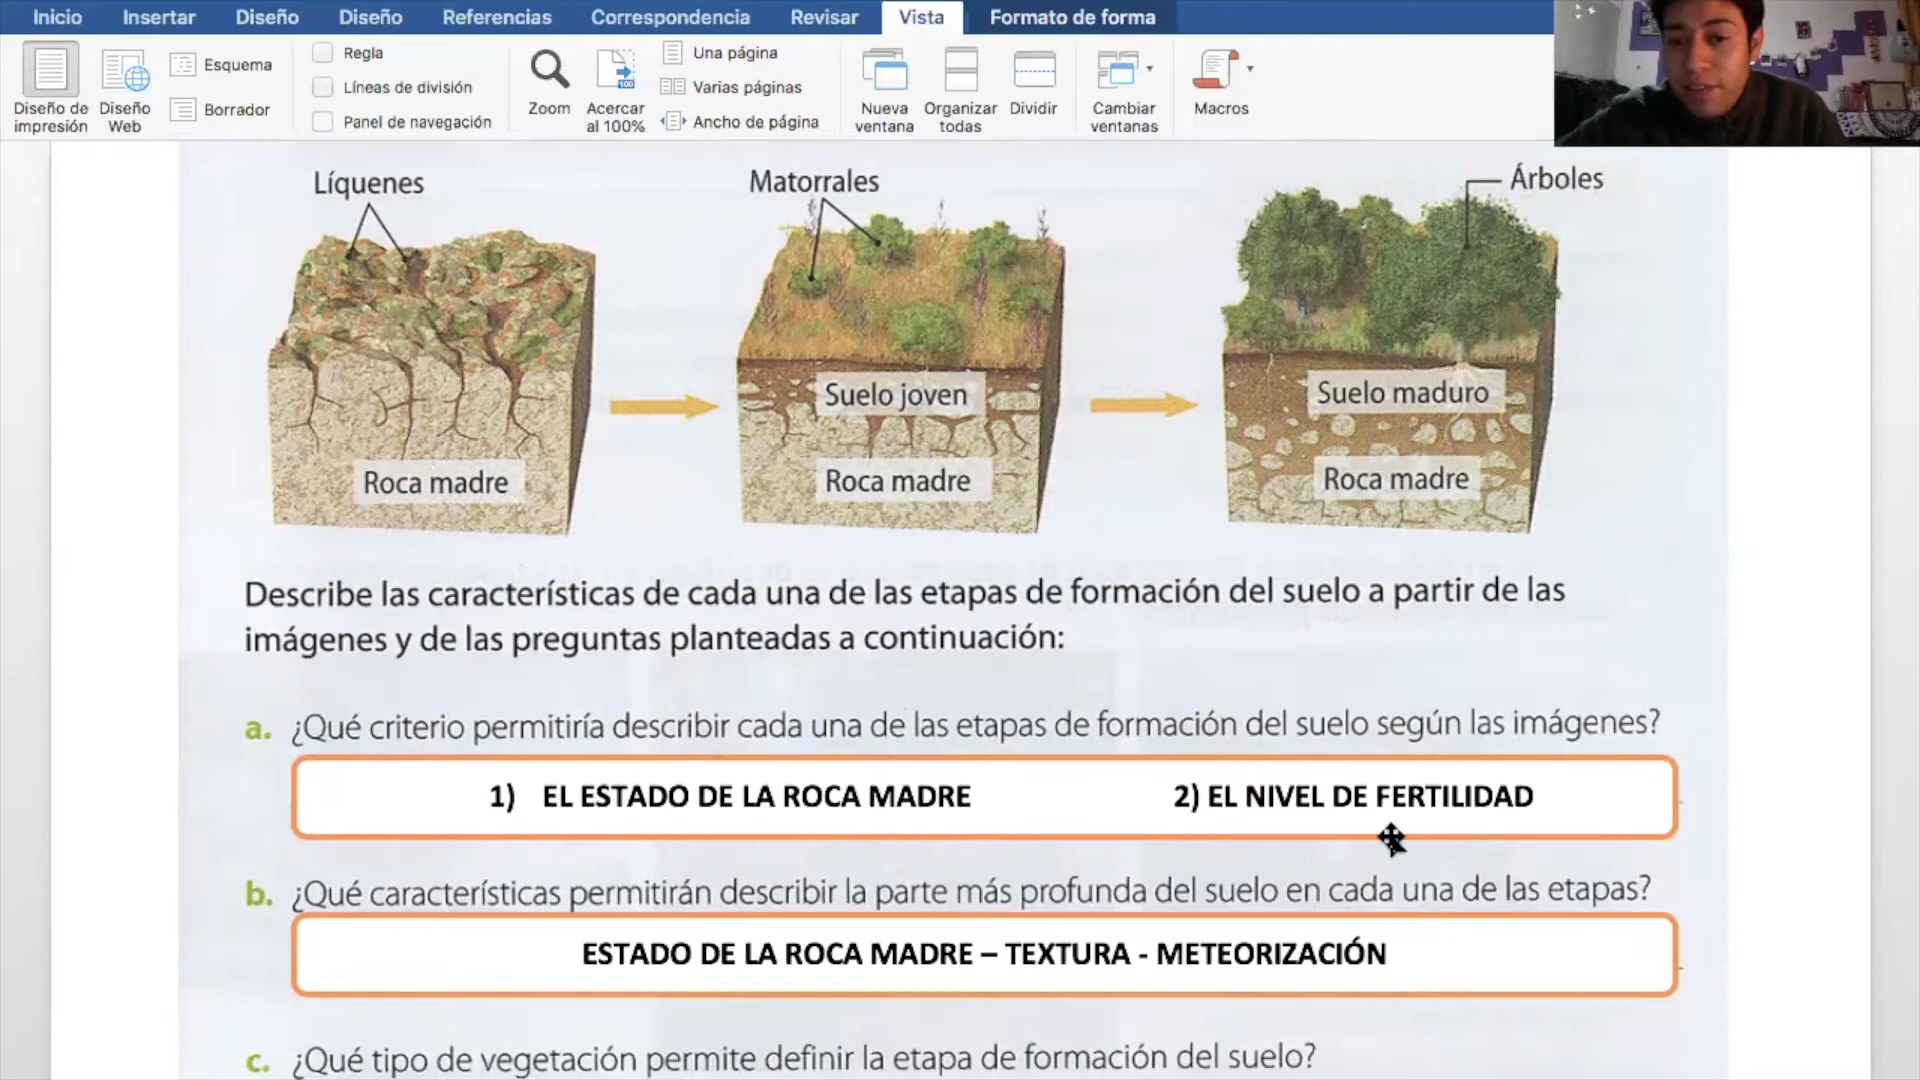 Inicio Insertar Diseño Diseño Referencias Correspondencia Revisar Vista Formato de forma
Diseño de impresión
Diseño Web
Esquema
Borrador
Regla
Líneas de división
Panel de navegación
Zoom
Acercar al 100%
100
Una página
Varias páginas
Ancho de página
Nueva ventana
Organizar todas
Dividir
Cambiar ventanas
Macros
Líquenes
Matorrales
Árboles
Suelo joven
Suelo maduro
Roca madre
Roca madre
Roca madre
Describe las características de cada una de las etapas de formación del suelo a partir de las
imágenes y de las preguntas planteadas a continuación:
a. ¿Qué criterio permitiría describir cada una de las etapas de formación del suelo según las imágenes?
1) EL ESTADO DE LA ROCA MADRE 2) EL NIVEL DE FERTILIDAD
b. ¿Qué características permitirán describir la parte más profunda del suelo en cada una de las etapas?
ESTADO DE LA ROCA MADRE – TEXTURA - METEORIZACIÓN
c. ¿Qué tipo de vegetación permite definir la etapa de formación del suelo?